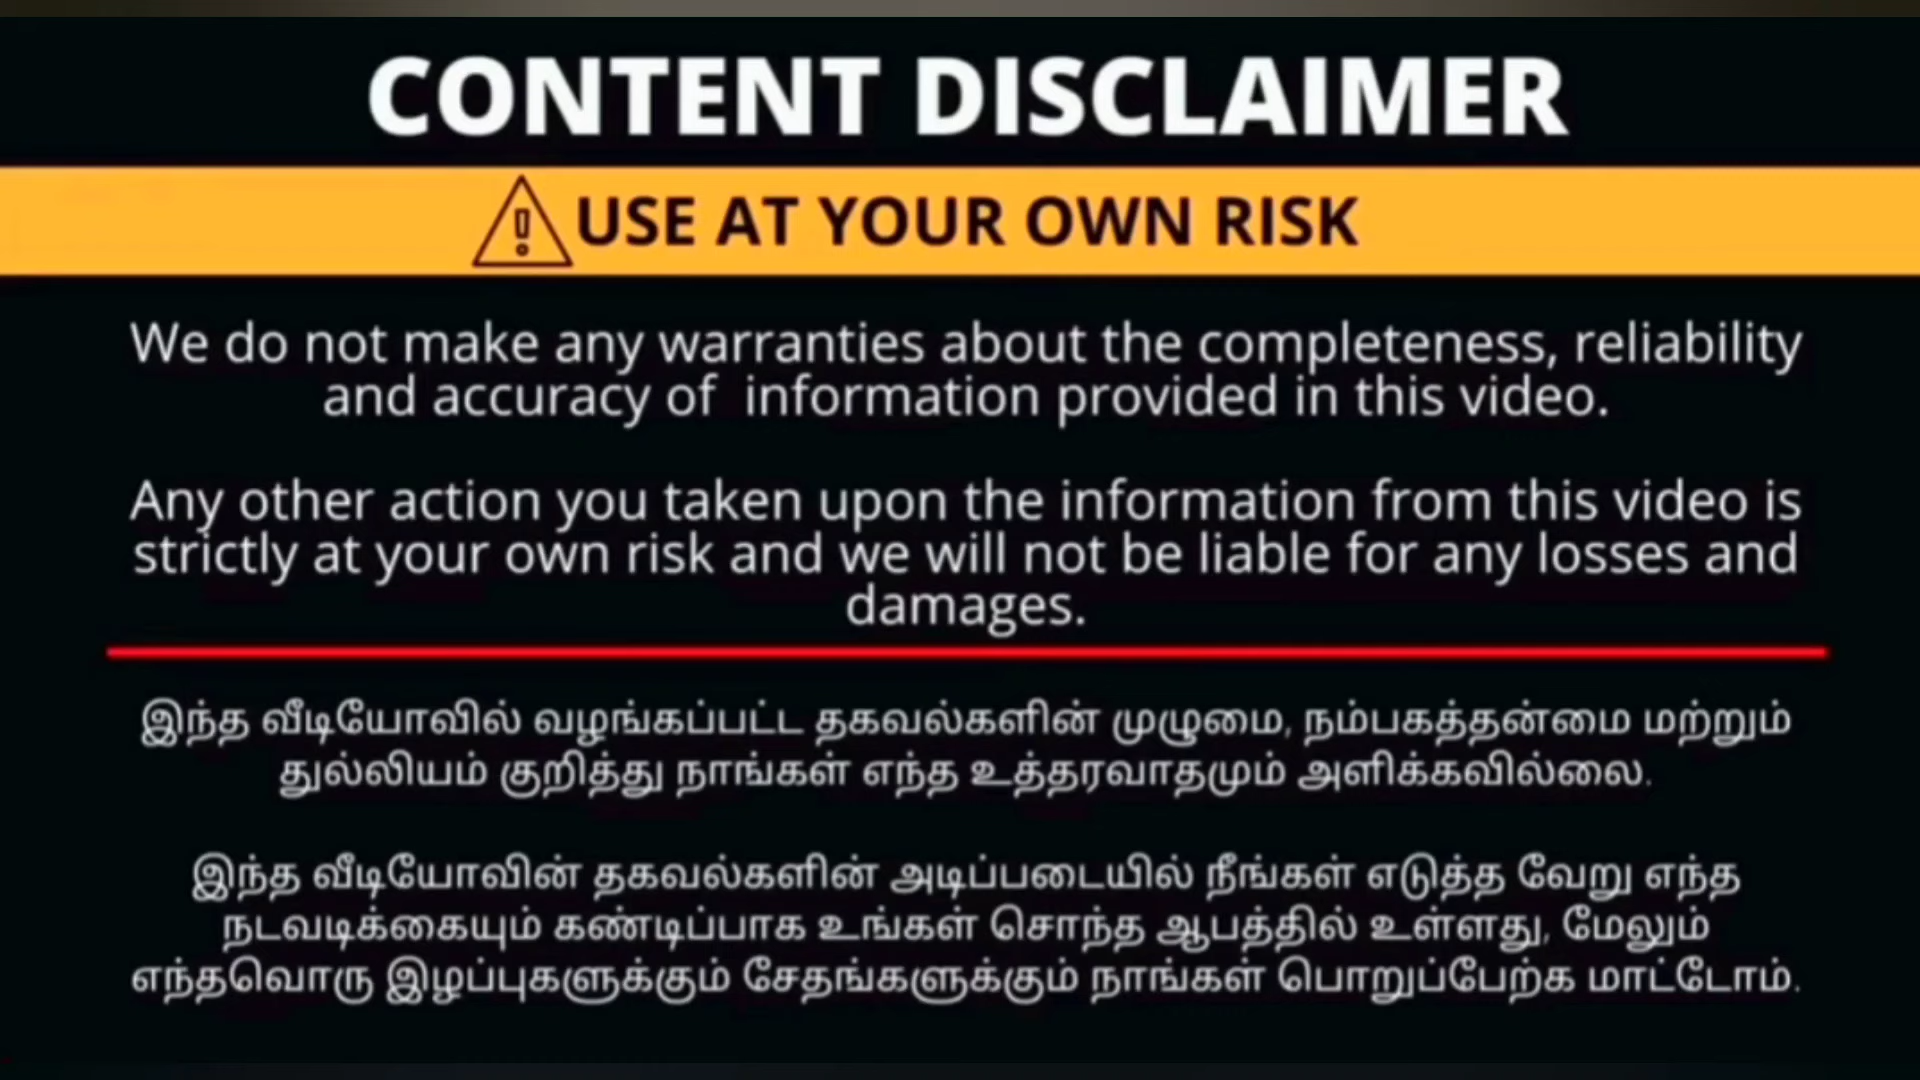 CONTENT DISCLAIMER
USE AT YOUR OWN RISK
We do not make any warranties about the completeness, reliability
and accuracy of  information provided in this video.
Any other action you taken upon the information from this video is
strictly at your own risk and we will not be liable for any losses and
damages.
இந்த வீடியோவில் வழங்கப்பட்ட தகவல்களின் முழுமை, நம்பகத்தன்மை மற்றும்
துல்லியம் குறித்து நாங்கள் எந்த உத்தரவாதமும் அளிக்கவில்லை.
இந்த வீடியோவின் தகவல்களின் அடிப்படையில் நீங்கள் எடுத்த வேறு எந்த
நடவடிக்கையும் கண்டிப்பாக உங்கள் சொந்த ஆபத்தில் உள்ளது, மேலும்
எந்தவொரு இழப்புகளுக்கும் சேதங்களுக்கும் நாங்கள் பொறுப்பேற்க மாட்டோம்.